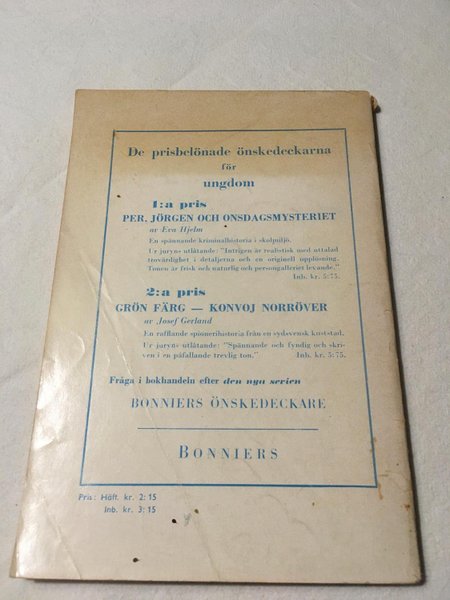 De prisbelönade önskedeckarna
för
ungdom
1:a pris
PER, JÖRGEN OCH ONSDAGSMYSTERIET
av Eva Hjelm
En spännande kriminalhistoria i skolmiljö.
Ur juryns utlåtande: "Intrigen är realistisk med uttalad
trovärdighet i detaljerna och en originell upplösning.
Tonen är frisk och naturlig och persongalleriet levande."
Inb. kr. 5:75.
2:a pris
GRÖN FÄRG — KONVOJ NORRÖVER
av Josef Gerland
En rafflande spionerihistoria från en sydsvensk kuststad.
Ur juryns utlåtande: "Spännande och fyndig och skri-
ven i en påfallande trevlig ton." Inb. kr. 5:75.
Fråga i bokhandeln efter den nya serien
BONNIERS ÖNSKEDECKARE
BONNIERS
Pris: Häft. kr. 2:15
Inb. kr. 3:15